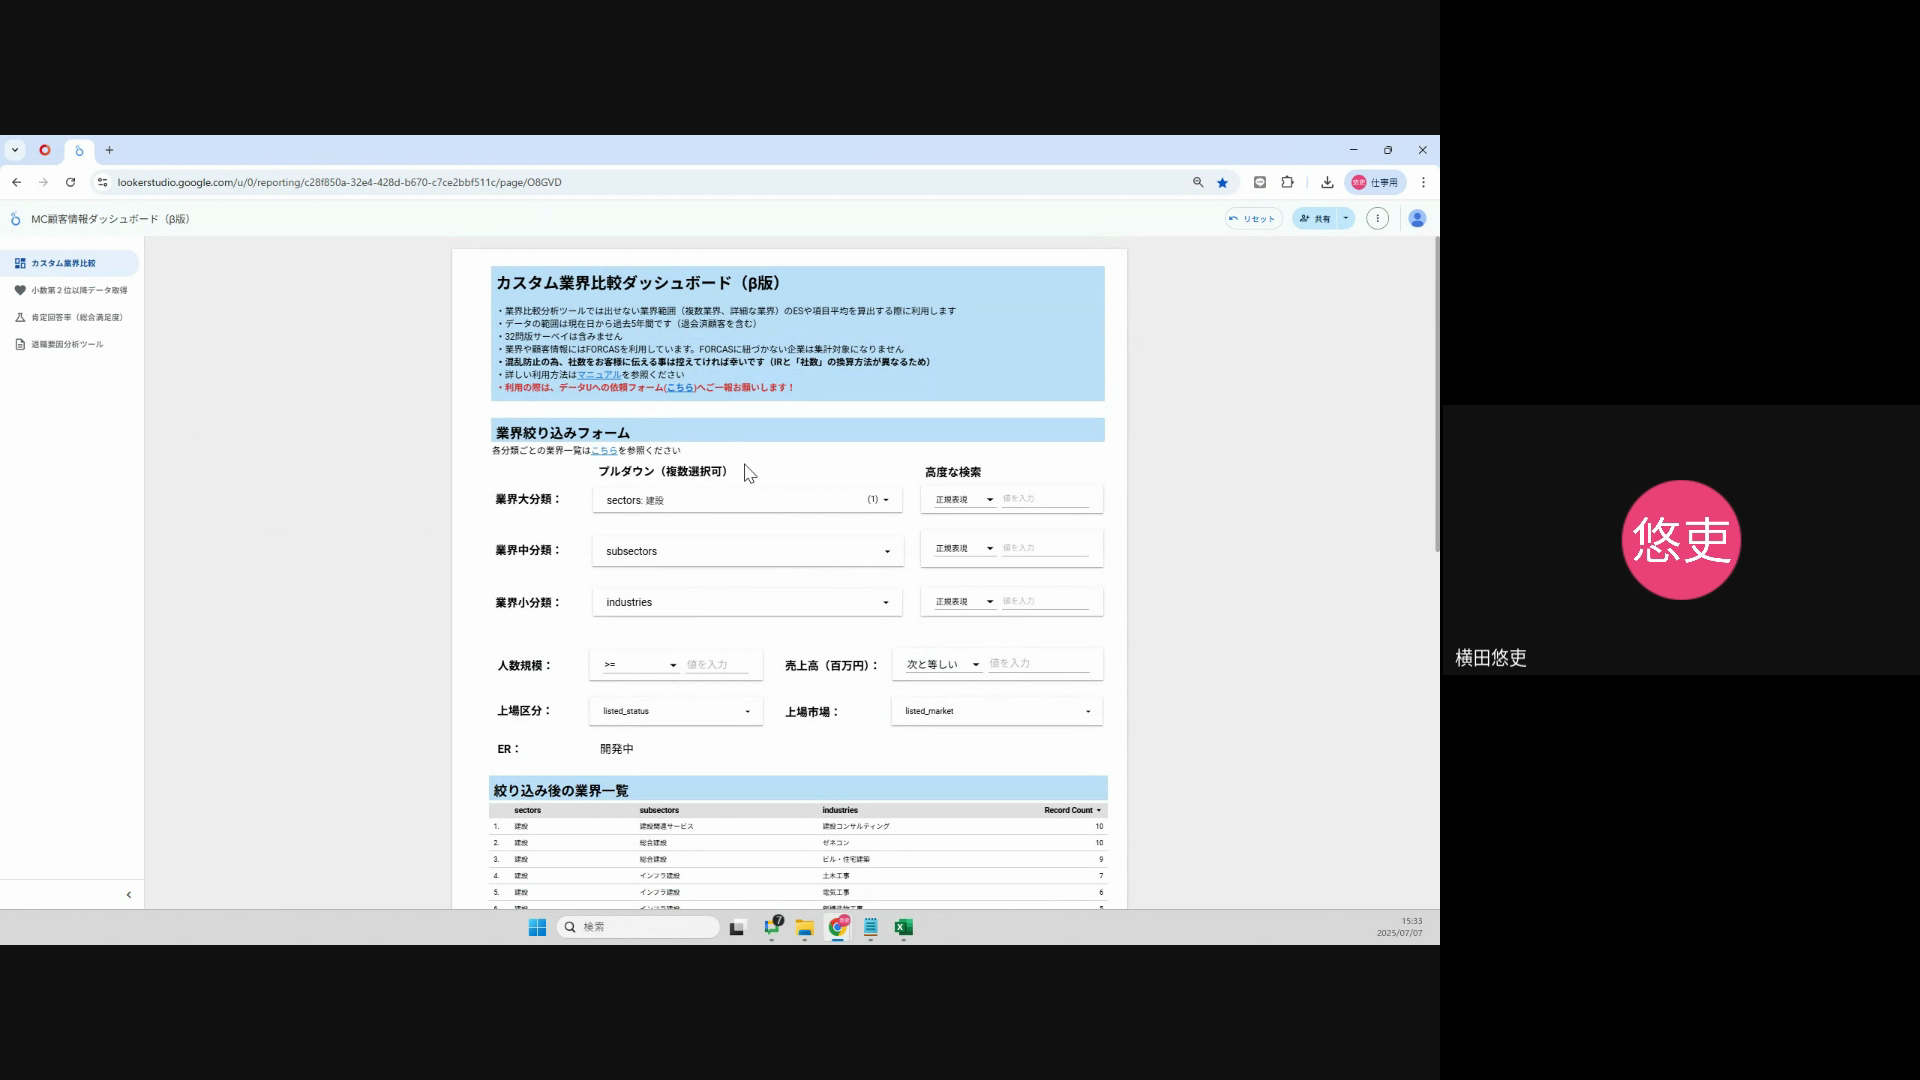 lookerstudio.google.com/u/0/reporting/c28f850a-32e4-428d-b670-c7ce2bbf511c/page/O8GVD
仕事用
MC顧客情報ダッシュボード（β版）
リセット
共有
カスタム業界比較
小数第２位以降データ取得
肯定回答率（総合満足度）
退職要因分析ツール
カスタム業界比較ダッシュボード（β版）
・業界比較分析ツールでは出せない業界範囲（複数業界、詳細な業界）のESや項目平均を算出する際に利用します
・データの範囲は現在日から過去5年間です（退会済顧客を含む）
・32問版サーベイは含みません
・業界や顧客情報にはFORCASを利用しています。FORCASに紐づかない企業は集計対象になりません
・混乱防止の為、社数をお客様に伝える事は控えてければ幸いです（IRと「社数」の換算方法が異なるため）
・詳しい利用方法はマニュアルを参照ください
・利用の際は、データUへの依頼フォーム(こちら)へご一報お願いします！
業界絞り込みフォーム
各分類ごとの業界一覧はこちらを参照ください
プルダウン（複数選択可） 高度な検索
業界大分類： sectors: 建設 (1) 正規表現 値を入力
業界中分類： subsectors 正規表現 値を入力
業界小分類： industries 正規表現 値を入力
人数規模： >= 値を入力 売上高（百万円）： 次と等しい 値を入力
上場区分： listed_status 上場市場： listed_market
ER： 開発中
絞り込み後の業界一覧
sectors subsectors industries Record Count
1. 建設 建設関連サービス 建設コンサルティング 10
2. 建設 総合建設 ゼネコン 10
3. 建設 総合建設 ビル・住宅建築 9
4. 建設 インフラ建設 土木工事 7
5. 建設 インフラ建設 電気工事 6
検索
7
15:33
2025/07/07
悠吏
横田悠吏